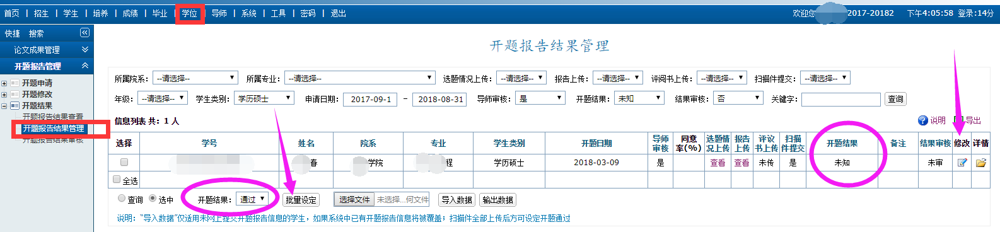 首页 | 招生 | 学生 | 培养 | 成绩 | 毕业 | 学位 | 导师 | 系统 | 工具 | 密码 | 退出 欢迎您 2017-20182 下午4:05:58 登录:14分
快捷 搜索
论文成果管理
开题报告管理
开题申请
开题修改
开题结果
开题报告结果查看
开题报告结果管理
开题报告结果审核
开题报告结果管理
所属院系: --请选择-- 所属专业: --请选择-- 选题情况上传: --请选择-- 报告上传: --请选择-- 评阅书上传: --请选择-- 扫描件提交: --请选择--
年级: --请选择-- 学生类别: 学历硕士 申请日期: 2017-09-1 - 2018-08-31 导师审核: 是 开题结果: 未知 结果审核: 否 关键字: 查询
信息列表 共: 1 人 说明 导出
选择 学号 姓名 院系 专业 学生类别 开题日期 导师审核 同意率(%) 选题情况上传 报告上传 评议书上传 扫描件提交 开题结果 备注 结果审核 修改 详情
春 学院 程 学历硕士 2018-03-09 是 查看 查看 未传 是 未知 未审
全选
查询 选中 开题结果: 通过 批量设定 选择文件 未选择...何文件 导入数据 输出数据
说明: "导入数据"仅适用未网上提交开题报告信息的学生, 如果系统中已有开题报告信息将被覆盖; 扫描件全部上传后方可设定开题通过